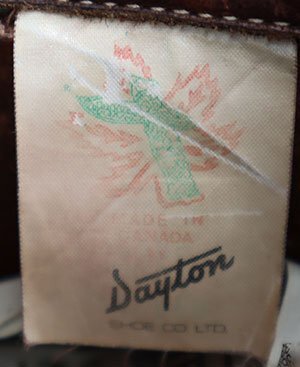 MADE IN
CANADA
Dayton
SHOE CO. LTD.